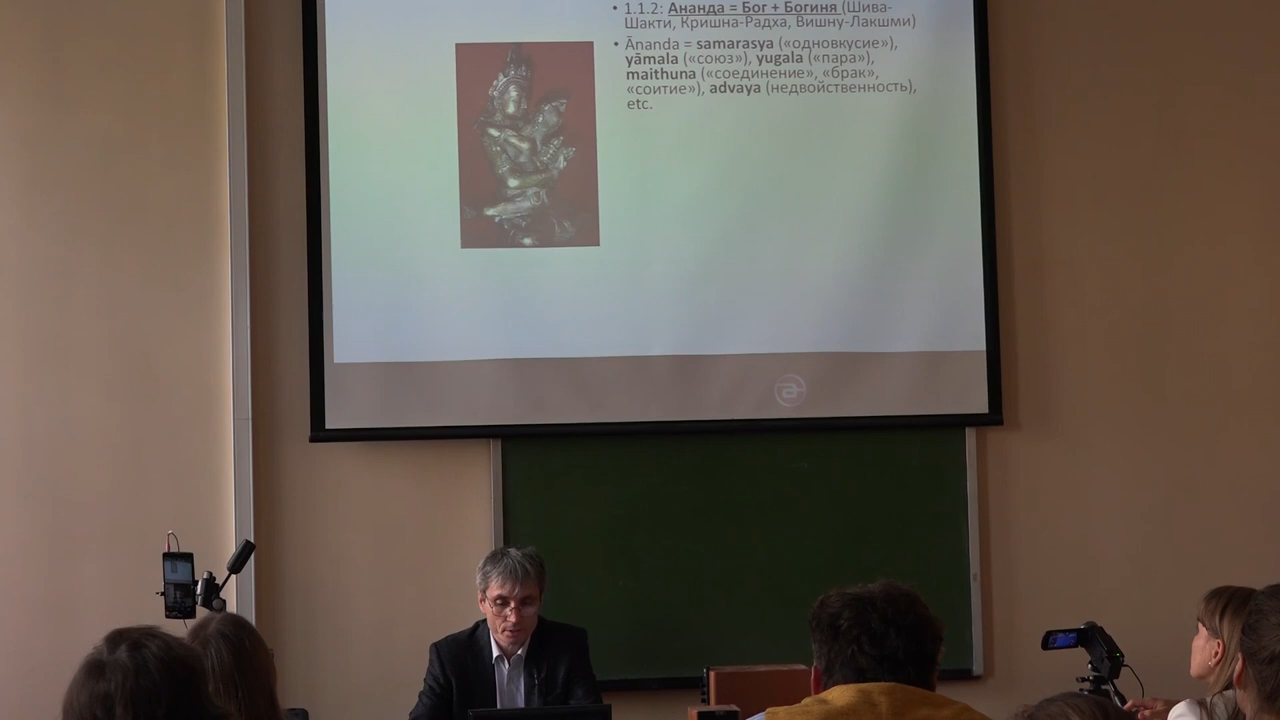 • 1.1.2: Ананда = Бог + Богиня (Шива-
Шакти, Кришна-Радха, Вишну-Лакшми)
• Ānanda = samarasya («одновкусие»),
yāmala («союз»), yugala («пара»),
maithuna («соединение», «брак»,
«соитие»), advaya (недвойственность),
etc.